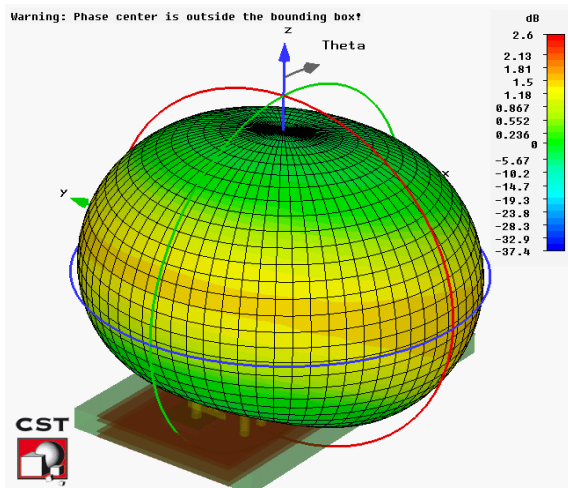 Warning: Phase center is outside the bounding box!
dB
z
Theta
2.6
2.13
1.81
1.5
1.18
0.867
0.552
0.236
0
-5.67
-10.2
-14.7
-19.3
-23.8
-28.3
-32.9
-37.4
x
y
CST